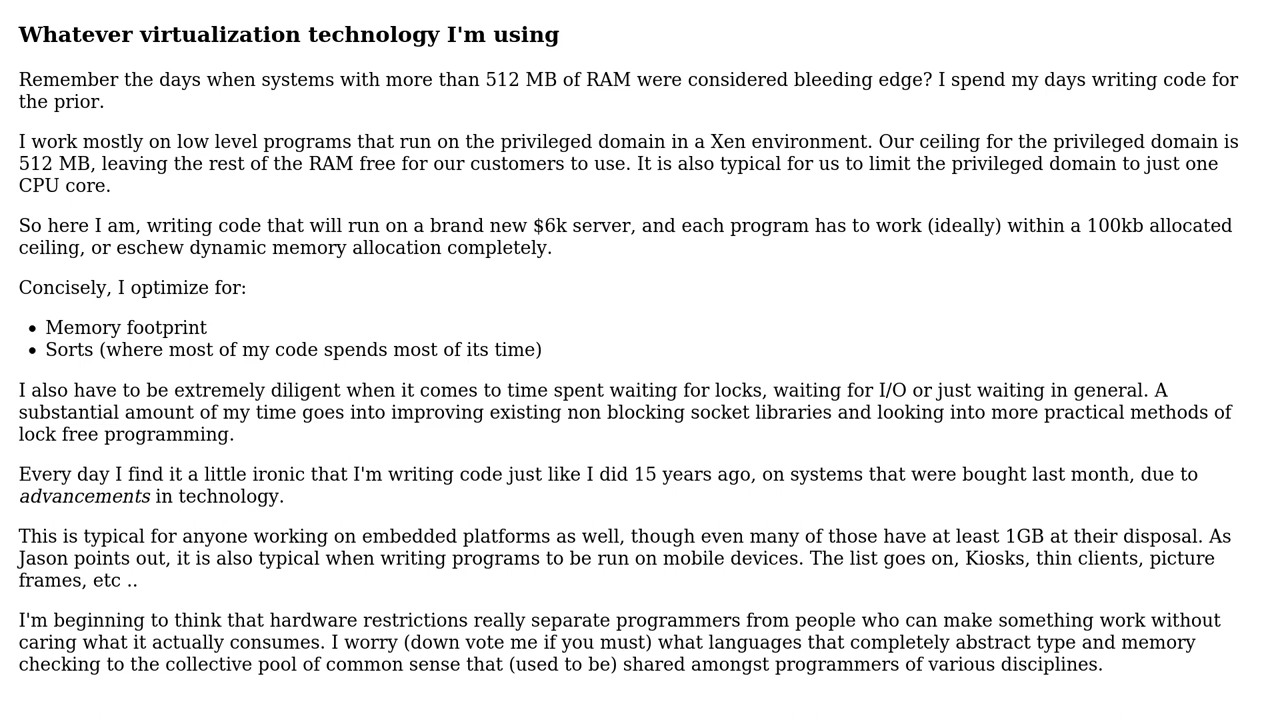 Whatever virtualization technology I'm using
Remember the days when systems with more than 512 MB of RAM were considered bleeding edge? I spend my days writing code for
the prior.
I work mostly on low level programs that run on the privileged domain in a Xen environment. Our ceiling for the privileged domain is
512 MB, leaving the rest of the RAM free for our customers to use. It is also typical for us to limit the privileged domain to just one
CPU core.
So here I am, writing code that will run on a brand new $6k server, and each program has to work (ideally) within a 100kb allocated
ceiling, or eschew dynamic memory allocation completely.
Concisely, I optimize for:
• Memory footprint
• Sorts (where most of my code spends most of its time)
I also have to be extremely diligent when it comes to time spent waiting for locks, waiting for I/O or just waiting in general. A
substantial amount of my time goes into improving existing non blocking socket libraries and looking into more practical methods of
lock free programming.
Every day I find it a little ironic that I'm writing code just like I did 15 years ago, on systems that were bought last month, due to
advancements in technology.
This is typical for anyone working on embedded platforms as well, though even many of those have at least 1GB at their disposal. As
Jason points out, it is also typical when writing programs to be run on mobile devices. The list goes on, Kiosks, thin clients, picture
frames, etc ..
I'm beginning to think that hardware restrictions really separate programmers from people who can make something work without
caring what it actually consumes. I worry (down vote me if you must) what languages that completely abstract type and memory
checking to the collective pool of common sense that (used to be) shared amongst programmers of various disciplines.